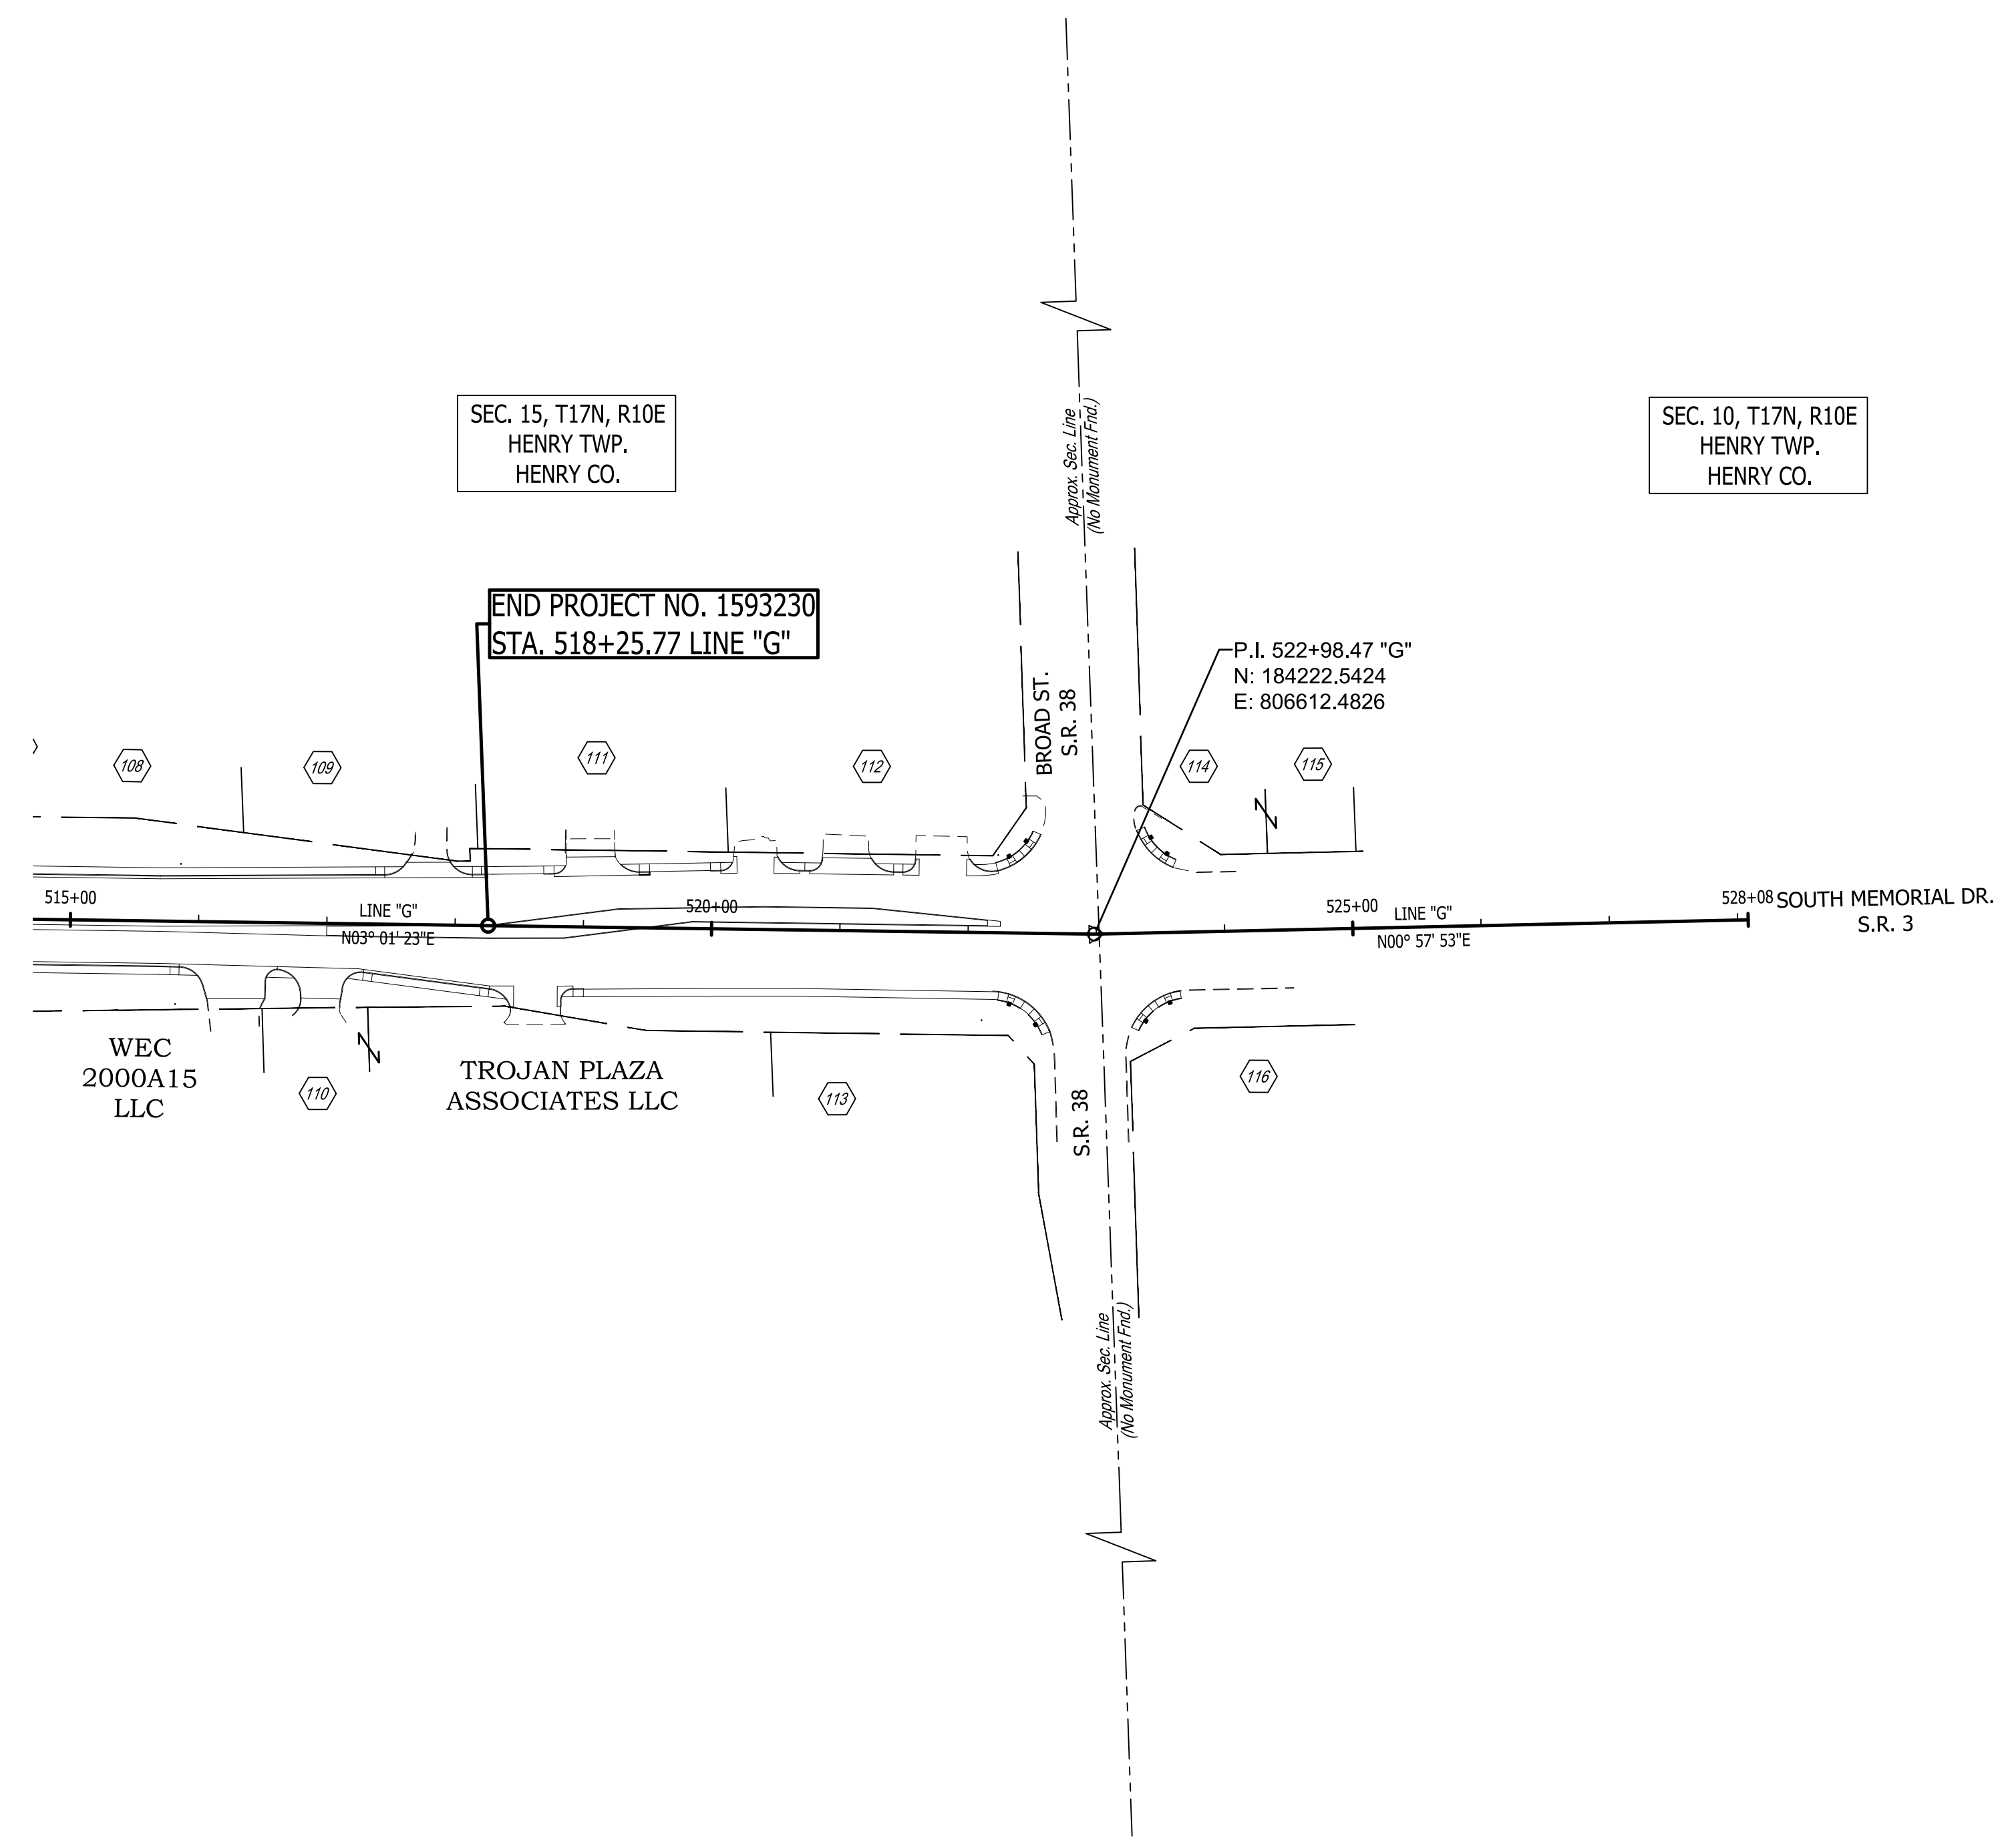 Approx. Sec. Line
(No Monument Fnd.)
SEC. 15, T17N, R10E
HENRY TWP.
HENRY CO.
SEC. 10, T17N, R10E
HENRY TWP.
HENRY CO.
END PROJECT NO. 1593230
STA. 518+25.77 LINE "G"
P.I. 522+98.47 "G"
N: 184222.5424
E: 806612.4826
BROAD ST.
S.R. 38
108
109
111
112
114
115
515+00
LINE "G"
N03° 01' 23"E
520+00
525+00
LINE "G"
N00° 57' 53"E
528+08
SOUTH MEMORIAL DR.
S.R. 3
WEC
2000A15
LLC
110
TROJAN PLAZA
ASSOCIATES LLC
113
116
S.R. 38
Approx. Sec. Line
(No Monument Fnd.)